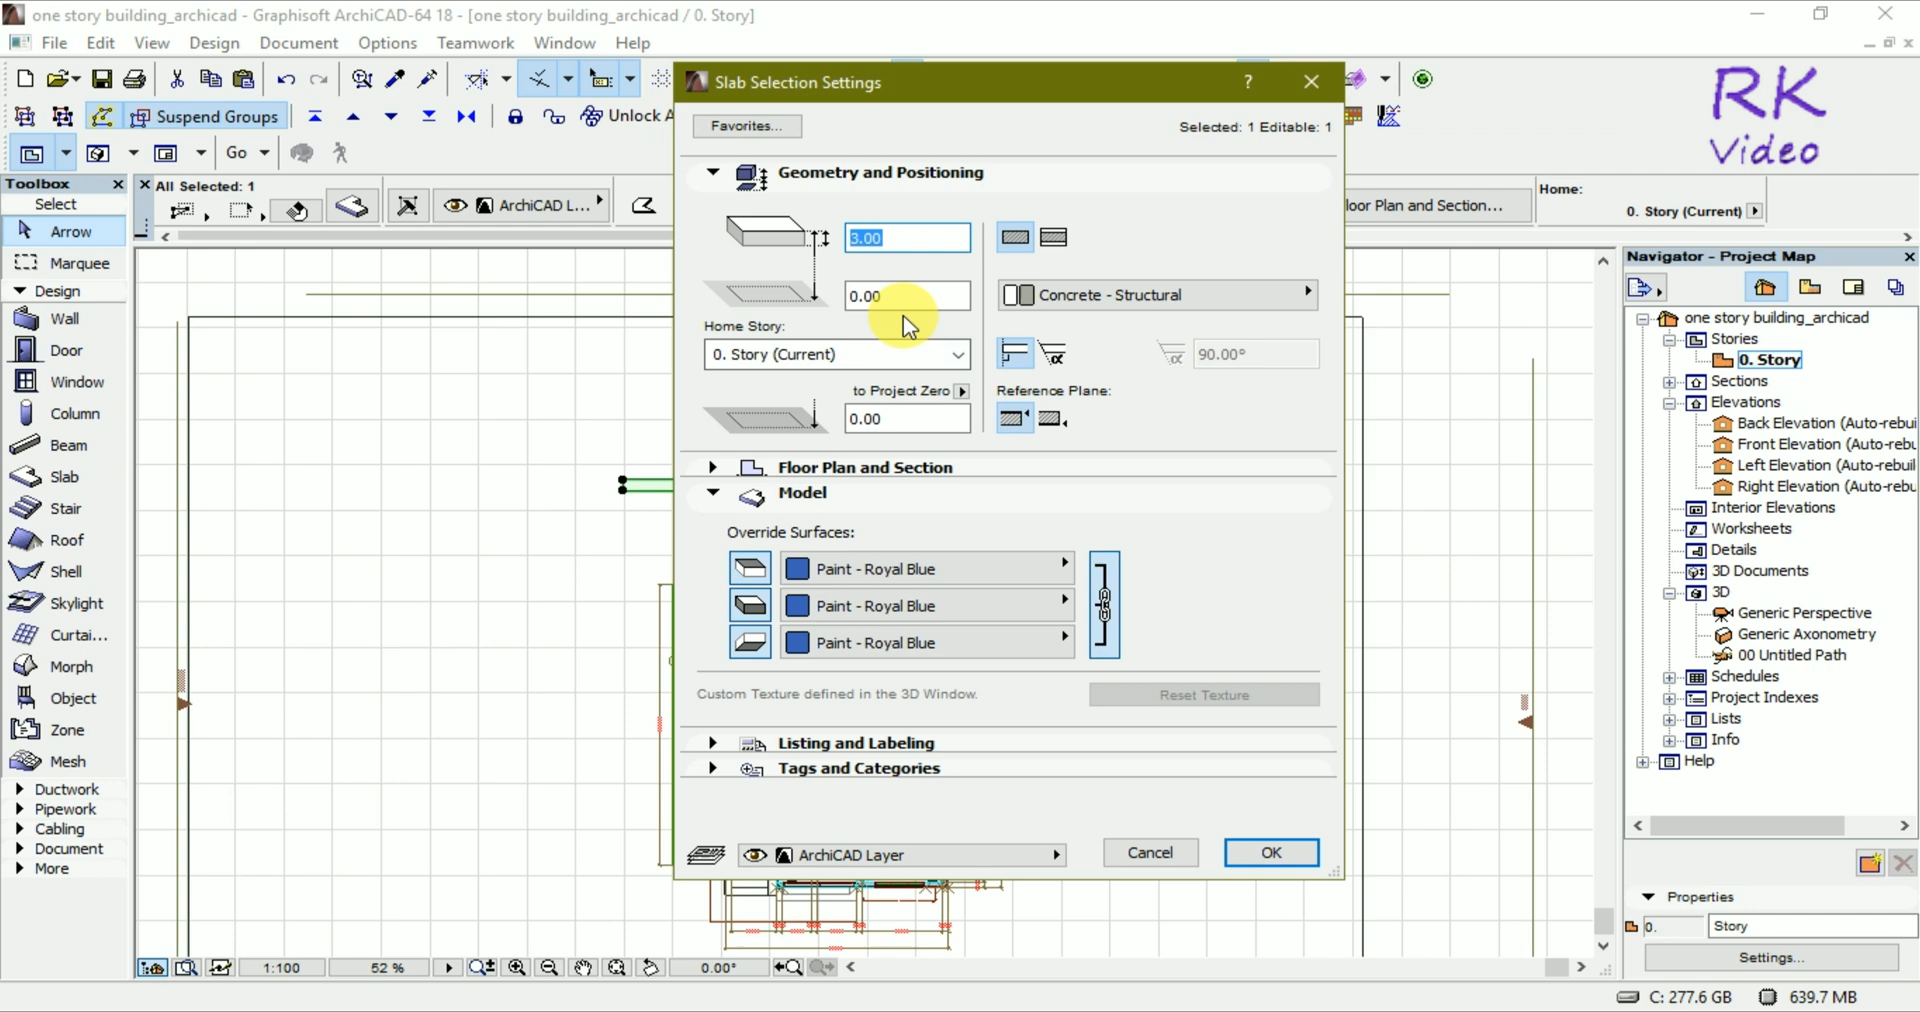 one story building_archicad - Graphisoft ArchiCAD-64 18 - [one story building_archicad / 0. Story]
File Edit View Design Document Options Teamwork Window Help
Suspend Groups
Unlock A
Go
RK
Video
Toolbox
Select
Arrow
Marquee
Design
Wall
Door
Window
Column
Beam
Slab
Stair
Roof
Shell
Skylight
Curtai...
Morph
Object
Zone
Mesh
Ductwork
Pipework
Cabling
Document
More
All Selected: 1
ArchiCAD L...
loor Plan and Section...
Home:
0. Story (Current)
Slab Selection Settings
?
Favorites...
Selected: 1 Editable: 1
Geometry and Positioning
3.00
0.00
Concrete - Structural
Home Story:
0. Story (Current)
90.00°
to Project Zero
Reference Plane:
0.00
Floor Plan and Section
Model
Override Surfaces:
Paint - Royal Blue
Paint - Royal Blue
Paint - Royal Blue
Custom Texture defined in the 3D Window.
Reset Texture
Listing and Labeling
Tags and Categories
ArchiCAD Layer
Cancel
OK
Navigator - Project Map
one story building_archicad
Stories
0. Story
Sections
Elevations
Back Elevation (Auto-rebui
Front Elevation (Auto-rebu
Left Elevation (Auto-rebuil
Right Elevation (Auto-rebu
Interior Elevations
Worksheets
Details
3D Documents
3D
Generic Perspective
Generic Axonometry
00 Untitled Path
Schedules
Project Indexes
Lists
Info
Help
Properties
0.
Story
Settings...
1:100
52 %
0.00°
C: 277.6 GB
639.7 MB